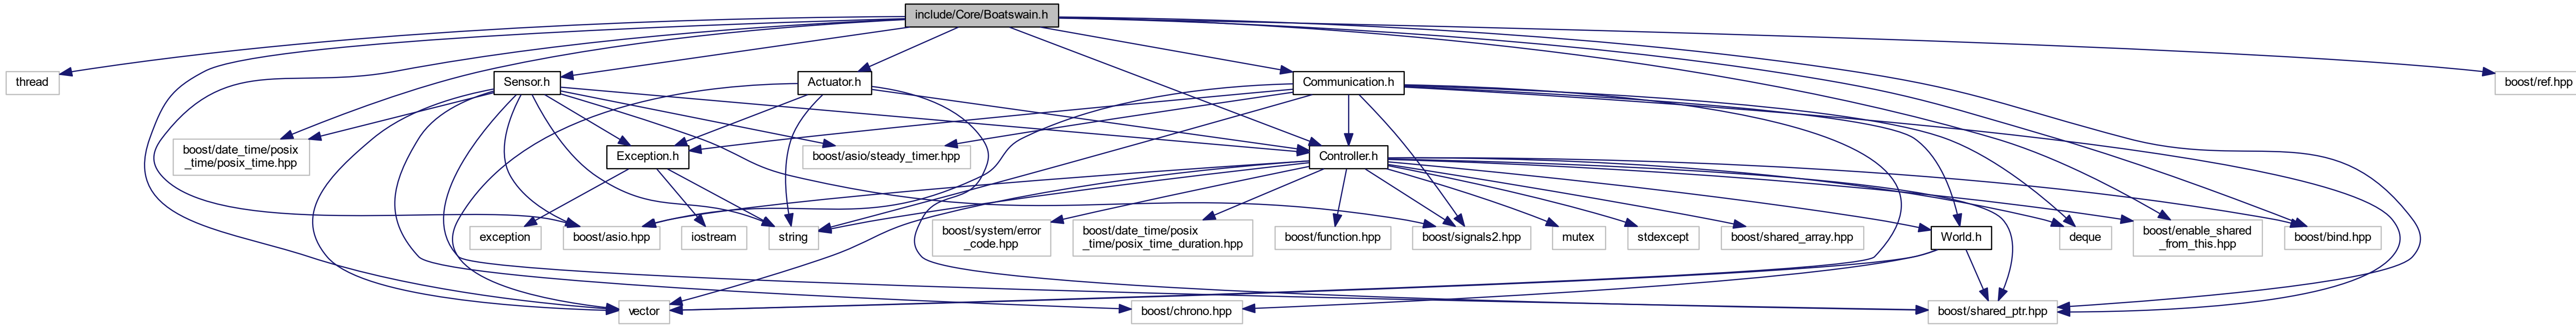 include/Core/Boatswain.h
thread
Sensor.h
Actuator.h
Communication.h
boost/ref.hpp
boost/date_time/posix
_time/posix_time.hpp
Exception.h
boost/asio/steady_timer.hpp
Controller.h
exception
boost/asio.hpp
iostream
string
boost/system/error
_code.hpp
boost/date_time/posix
_time/posix_time_duration.hpp
boost/function.hpp
boost/signals2.hpp
mutex
stdexcept
boost/shared_array.hpp
World.h
deque
boost/enable_shared
_from_this.hpp
boost/bind.hpp
vector
boost/chrono.hpp
boost/shared_ptr.hpp